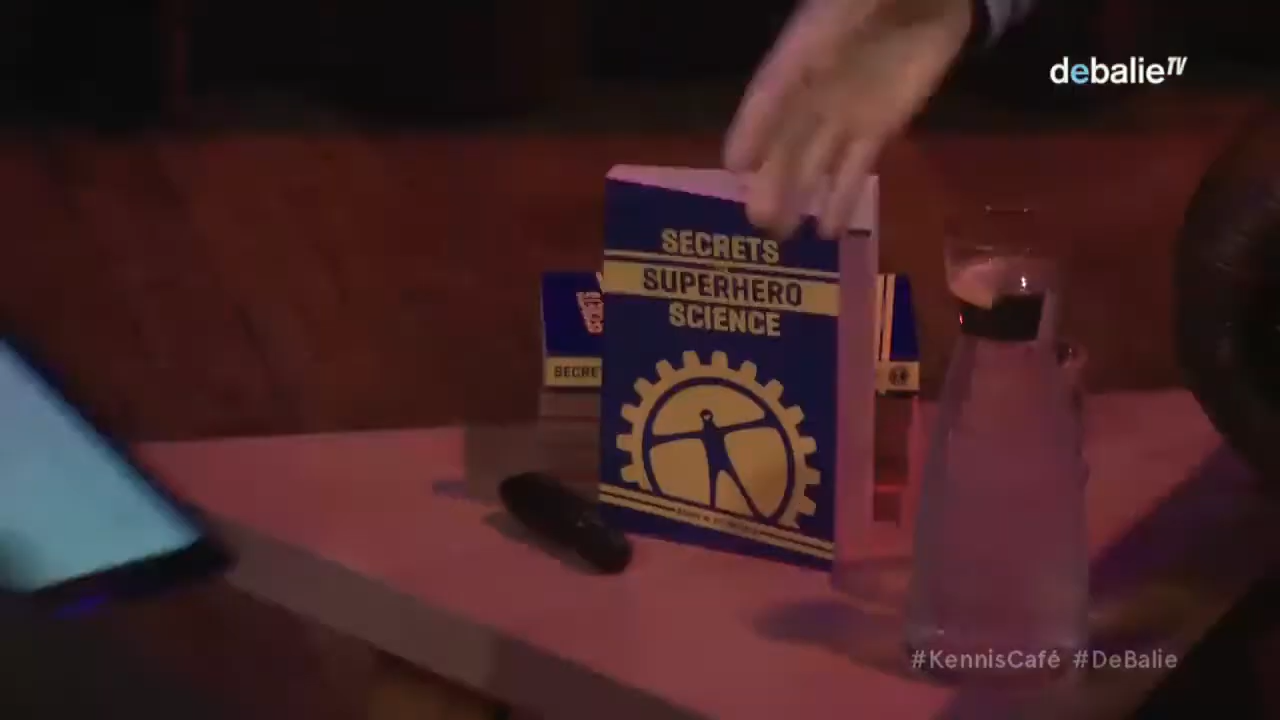 debalieTV
SECRETS
SUPERHERO
SCIENCE
SECRE
#KennisCafé #DeBalie